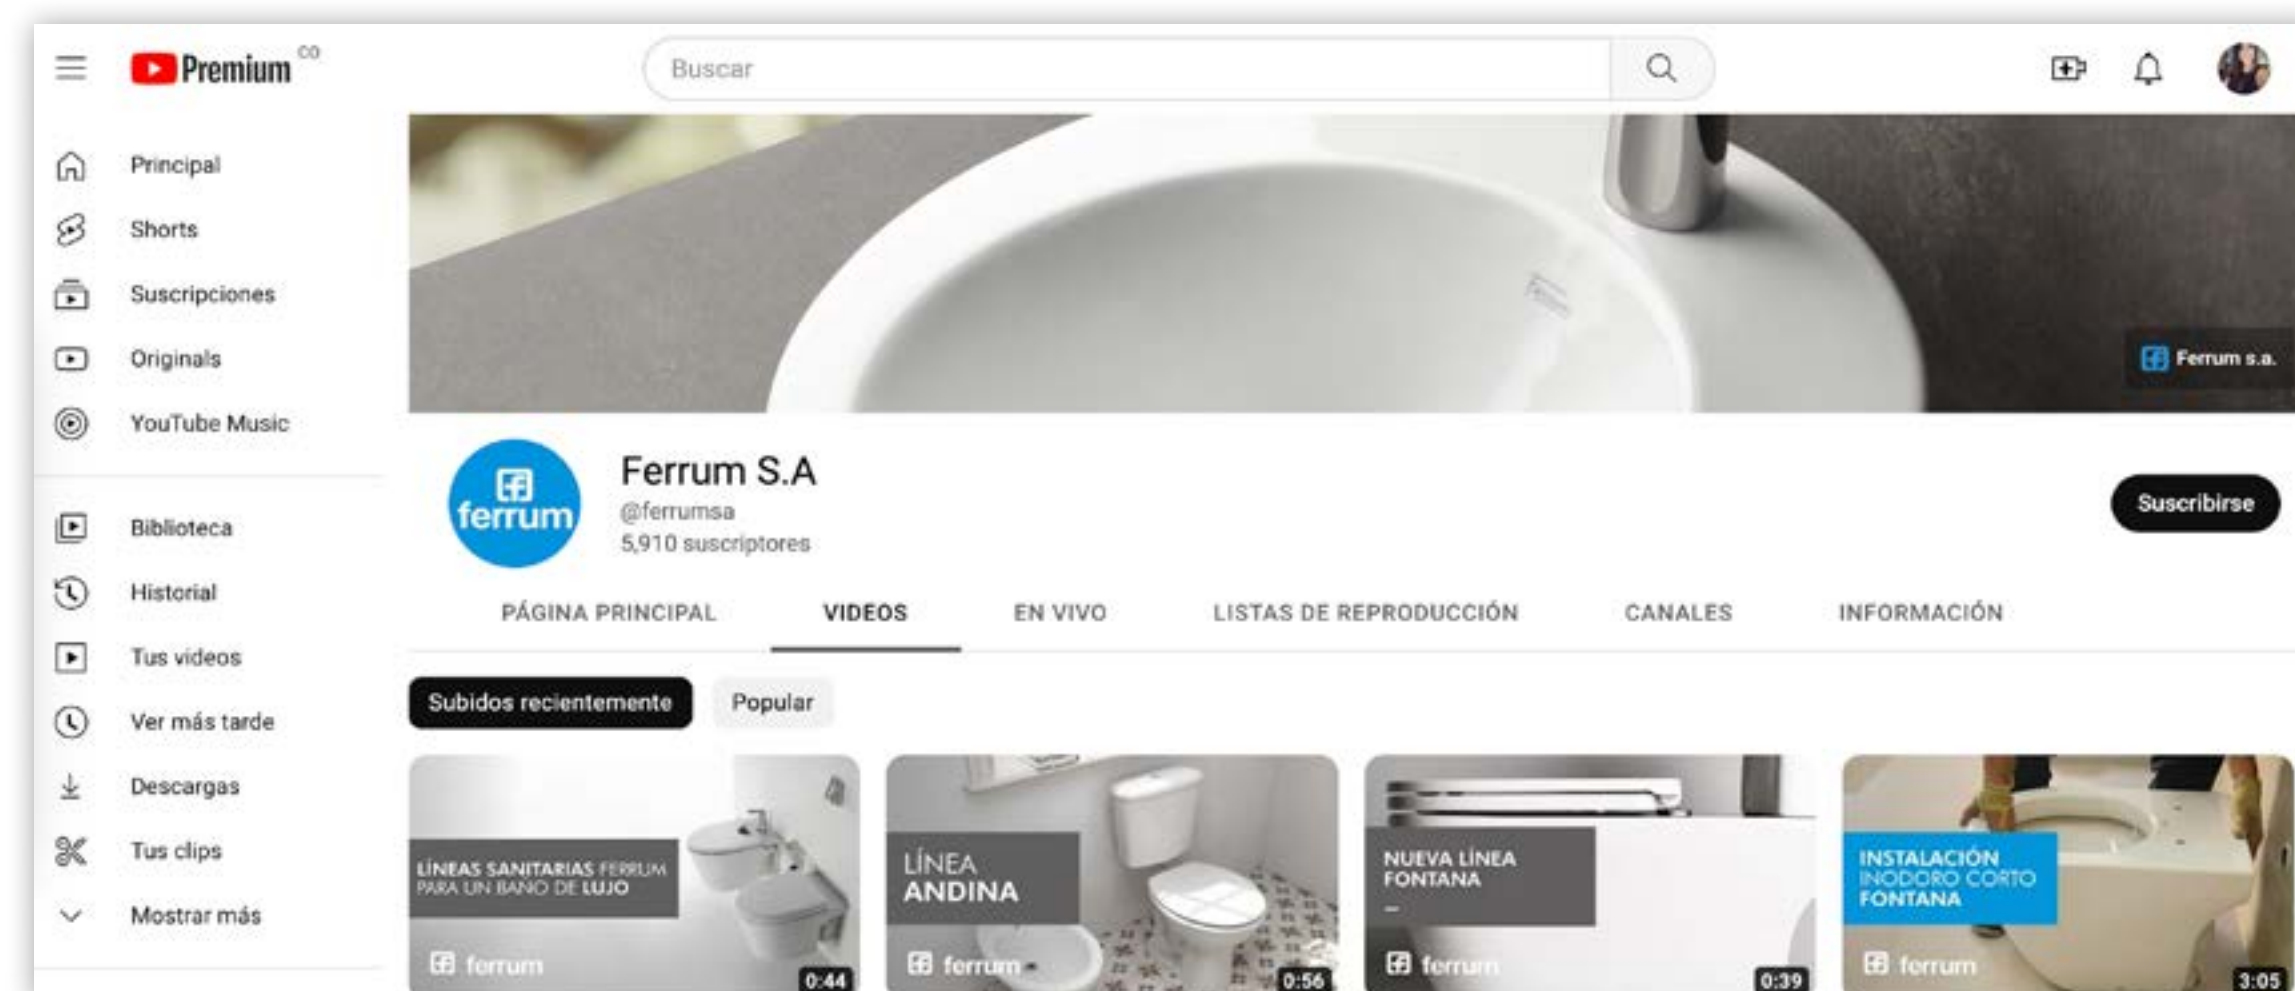 Premium CO
Buscar
Principal
Shorts
Suscripciones
Originals
YouTube Music
Biblioteca
Historial
Tus videos
Ver más tarde
Descargas
Tus clips
Mostrar más
Ferrum
Ferrum s.a.
ferrum
Ferrum S.A
@ferrumsa
5,910 suscriptores
Suscribirse
PÁGINA PRINCIPAL
VIDEOS
EN VIVO
LISTAS DE REPRODUCCIÓN
CANALES
INFORMACIÓN
Subidos recientemente
Popular
LÍNEAS SANITARIAS FERRUM
PARA UN BAÑO DE LUJO
ferrum
0:44
LÍNEA
ANDINA
ferrum
0:56
NUEVA LÍNEA
FONTANA
ferrum
0:39
INSTALACIÓN
INODORO CORTO
FONTANA
ferrum
3:05